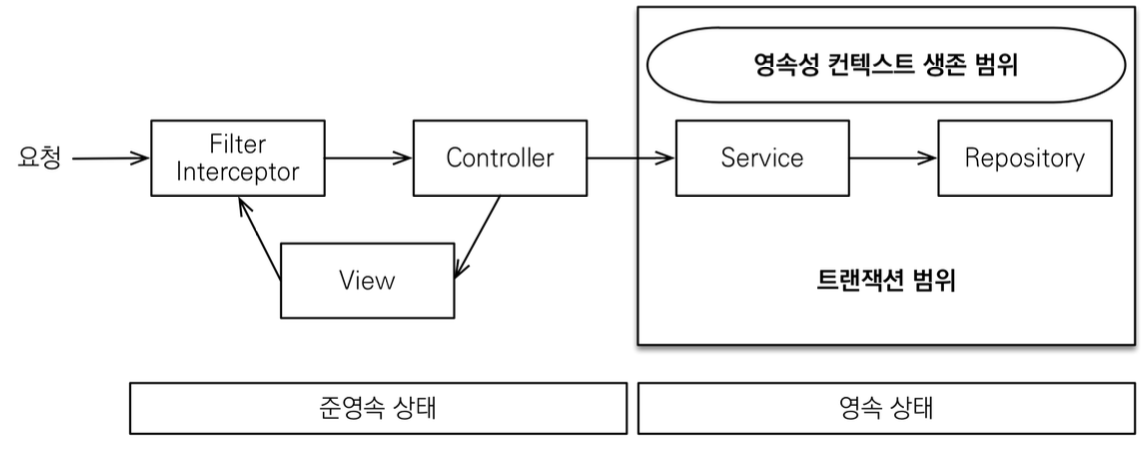 영속성 컨텍스트 생존 범위
요청
Filter
Interceptor
Controller
Service
Repository
View
트랜잭션 범위
준영속 상태
영속 상태